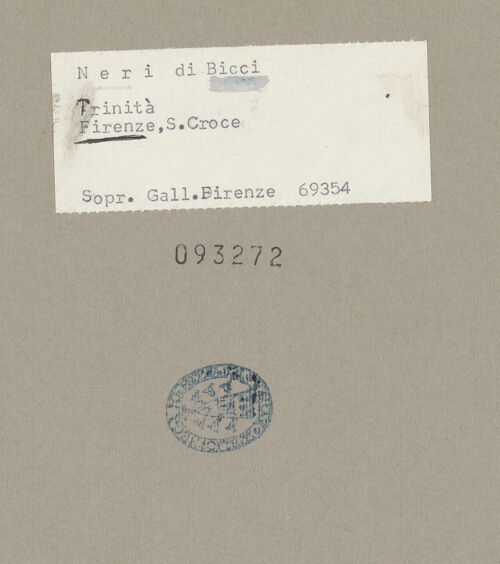 N e r i  di Bicci
Trinità
Firenze,S.Croce
Sopr. Gall.Firenze  69354
093272